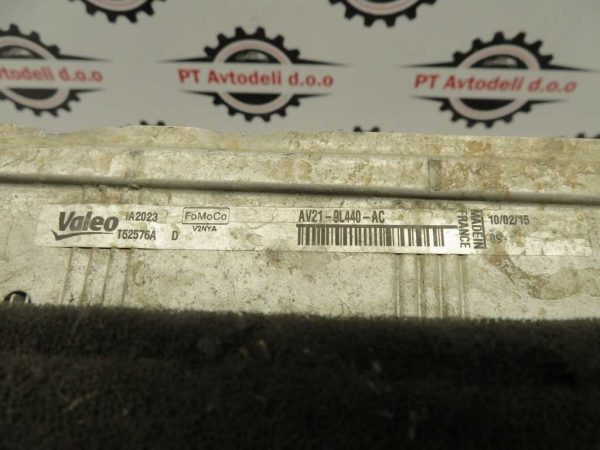 PT Avtodeli d.o.o
PT Avtodeli d.o.o
PT Avtodeli d.o.o
Valeo
IA2023
T52576A D
FoMoCo
V2NYA
AV21-9L440-AC
MADE IN
FRANCE
10/02/15